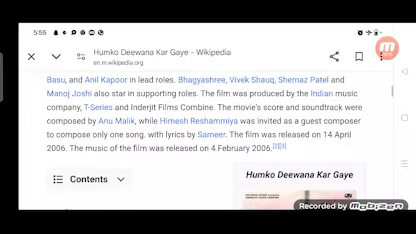 5:55
Humko Deewana Kar Gaye - Wikipedia
en.m.wikipedia.org
Basu, and Anil Kapoor in lead roles. Bhagyashree, Vivek Shauq, Shernaz Patel and
Manoj Joshi also star in supporting roles. The film was produced by the Indian music
company, T-Series and Inderjit Films Combine. The movie's score and soundtrack were
composed by Anu Malik, while Himesh Reshammiya was invited as a guest composer
to compose only one song. with lyrics by Sameer. The film was released on 14 April
2006. The music of the film was released on 4 February 2006.[2][3]
Contents
Humko Deewana Kar Gaye
Recorded by Mobizen